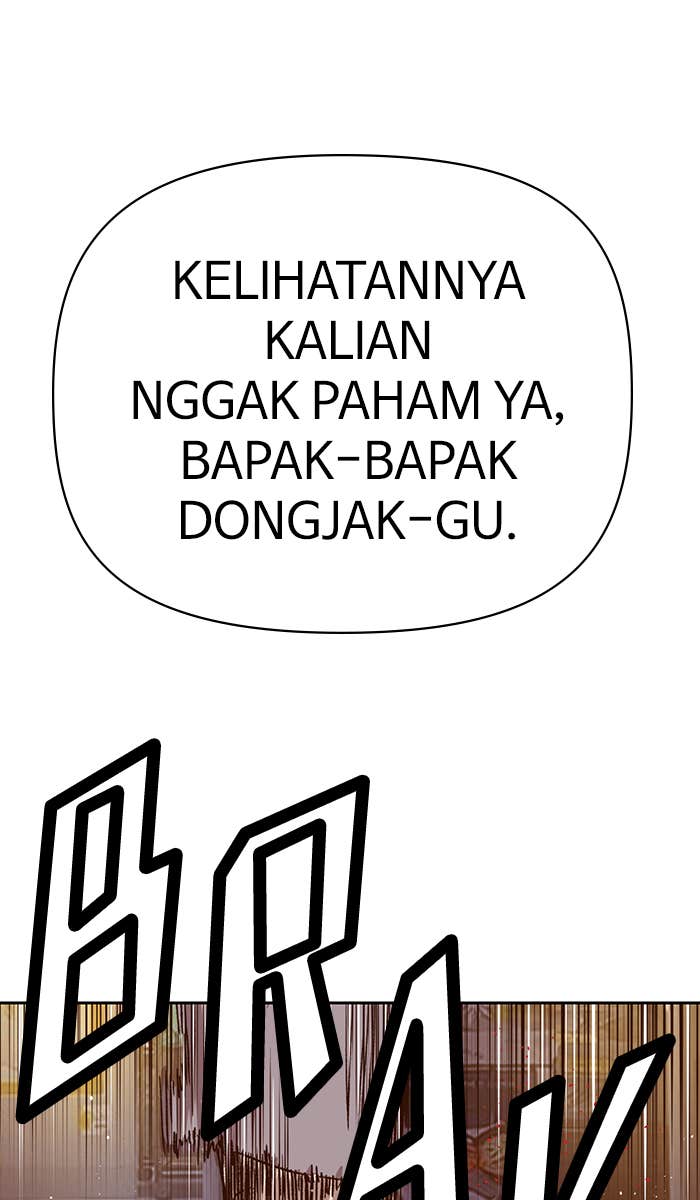 KELIHATANNYA
KALIAN
NGGAK PAHAM YA,
BAPAK-BAPAK
DONGJAK-GU.
BRAK